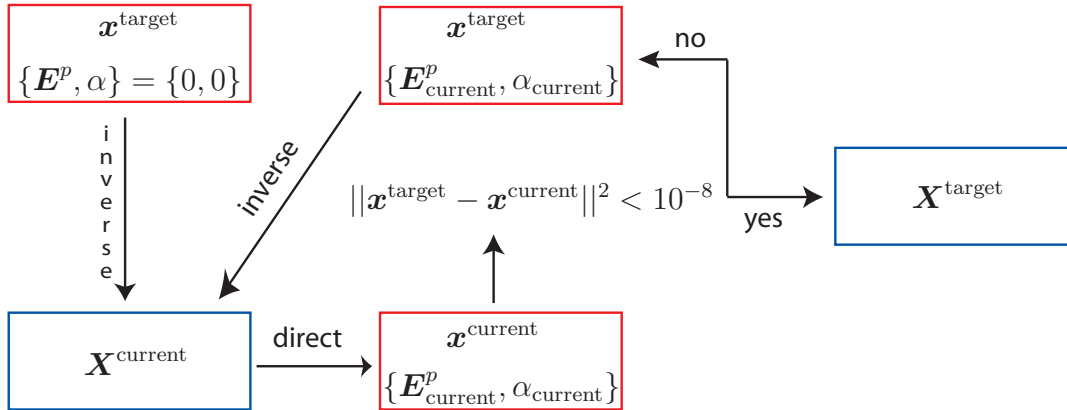 𝒙^target
{𝑬^p, α} = {0, 0}
inverse
𝑿^current
direct
𝒙^current
{𝑬^p_current, α_current}
||𝒙^target − 𝒙^current||^2 < 10^−8
no
𝒙^target
{𝑬^p_current, α_current}
inverse
yes
𝑿^target